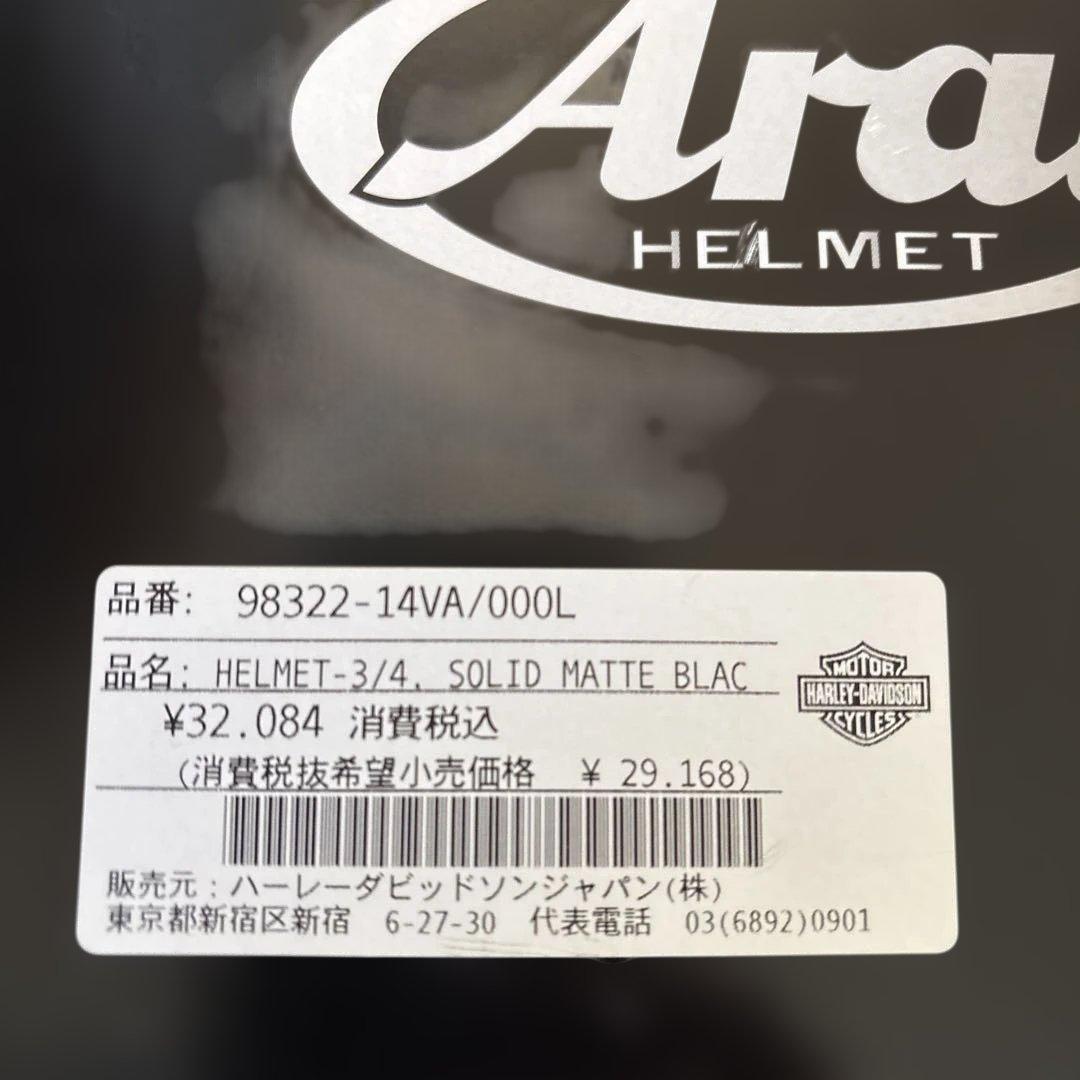 Ara
HELMET
品番: 98322-14VA/000L
品名: HELMET-3/4, SOLID MATTE BLAC
MOTOR
HARLEY-DAVIDSON
CYCLES
¥32.084 消費税込
(消費税抜希望小売価格 ¥ 29.168)
販売元:ハーレーダビッドソンジャパン(株)
東京都新宿区新宿 6-27-30 代表電話 03(6892)0901